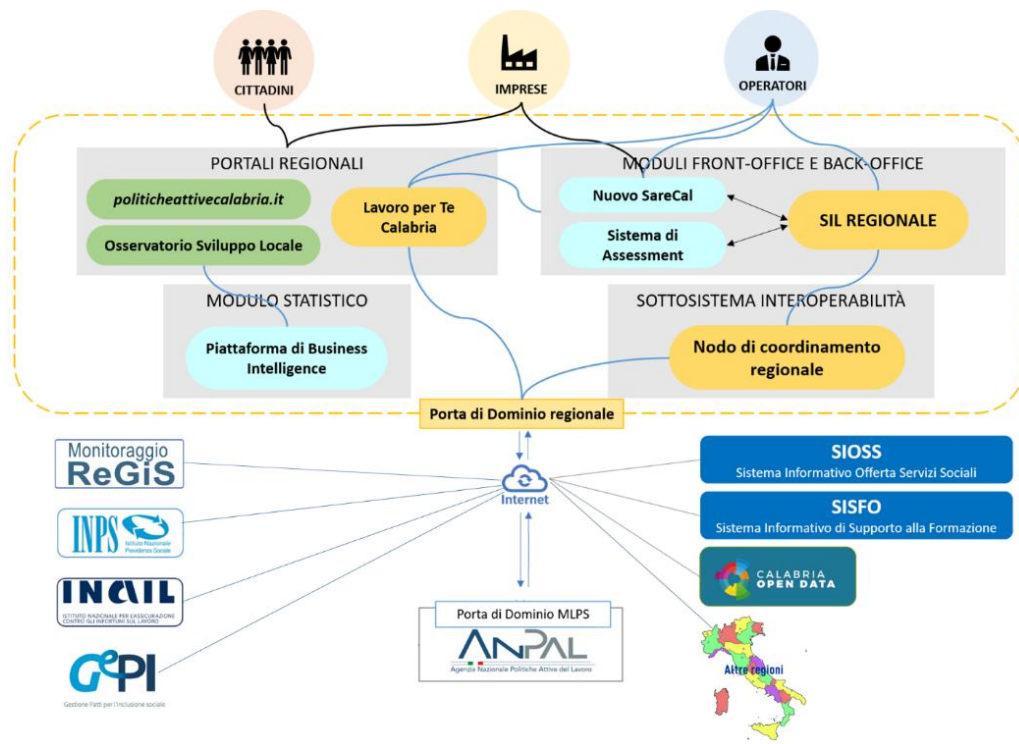 CITTADINI
IMPRESE
OPERATORI
PORTALI REGIONALI
politicheattivecalabria.it
Osservatorio Sviluppo Locale
Lavoro per Te
Calabria
MODULI FRONT-OFFICE E BACK-OFFICE
Nuovo SareCal
Sistema di
Assessment
SIL REGIONALE
MODULO STATISTICO
Piattaforma di Business
Intelligence
SOTTOSISTEMA INTEROPERABILITÀ
Nodo di coordinamento
regionale
Porta di Dominio regionale
Monitoraggio
ReGiS
INPS
Istituto Nazionale
Previdenza Sociale
INAIL
ISTITUTO NAZIONALE PER L'ASSICURAZIONE
CONTRO GLI INFORTUNI SUL LAVORO
GePI
Gestione Patti per l'Inclusione sociale
Internet
Porta di Dominio MLPS
ANPAL
Agenzia Nazionale Politiche Attive del Lavoro
SIOSS
Sistema Informativo Offerta Servizi Sociali
SISFO
Sistema Informativo di Supporto alla Formazione
CALABRIA
OPEN DATA
Altre regioni